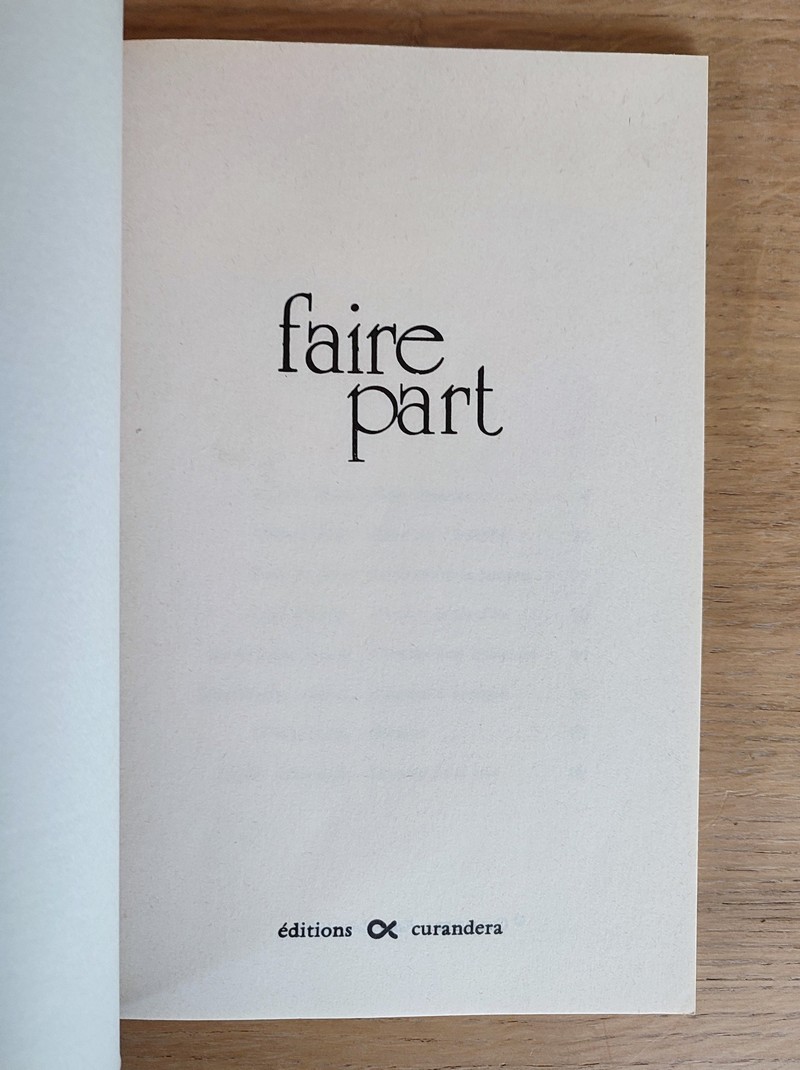 faire
part
éditions curandera